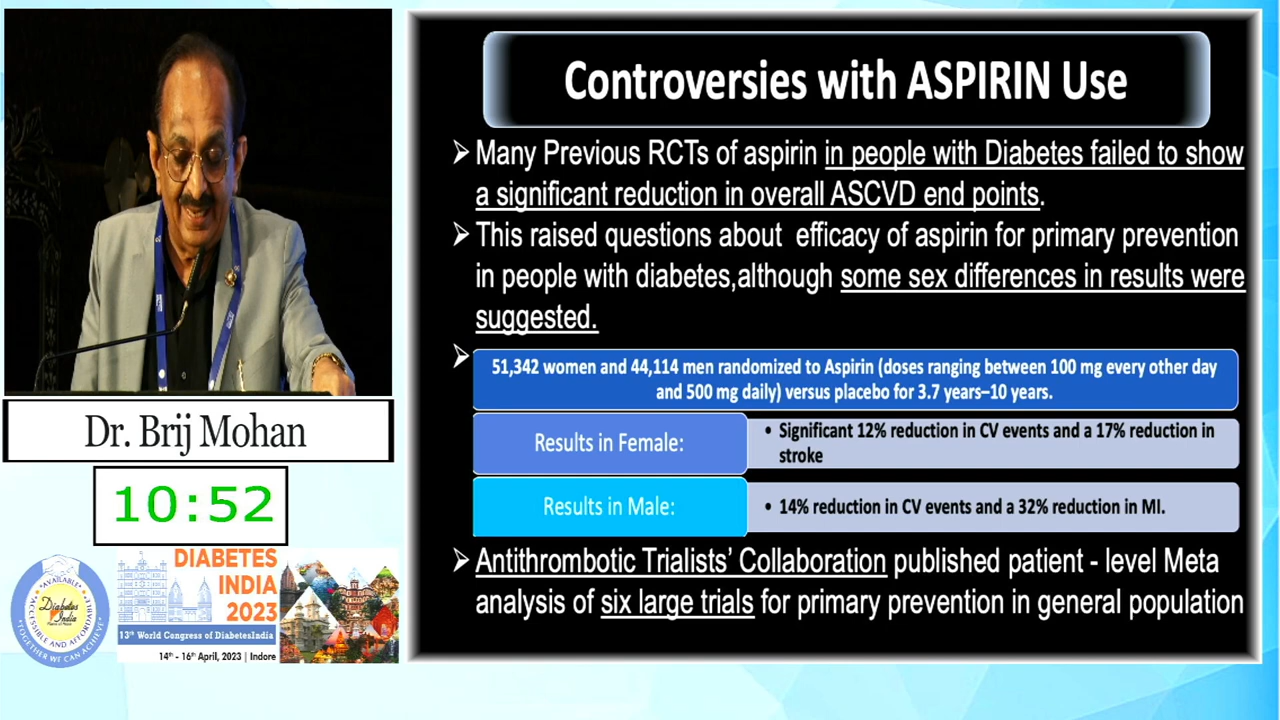 Controversies with ASPIRIN Use
Many Previous RCTs of aspirin in people with Diabetes failed to show
a significant reduction in overall ASCVD end points.
This raised questions about efficacy of aspirin for primary prevention
in people with diabetes,although some sex differences in results were
suggested.
51,342 women and 44,114 men randomized to Aspirin (doses ranging between 100 mg every other day
and 500 mg daily) versus placebo for 3.7 years–10 years.
Results in Female:
• Significant 12% reduction in CV events and a 17% reduction in
stroke
Results in Male:
• 14% reduction in CV events and a 32% reduction in MI.
Antithrombotic Trialists’ Collaboration published patient - level Meta
analysis of six large trials for primary prevention in general population
Dr. Brij Mohan
10:52
AVAILABLE
ACCESSIBLE AND AFFORDABLE
Diabetes
India
TOGETHER WE CAN ACHIEVE
DIABETES
INDIA
2023
13th World Congress of DiabetesIndia
14th - 16th April, 2023 | Indore